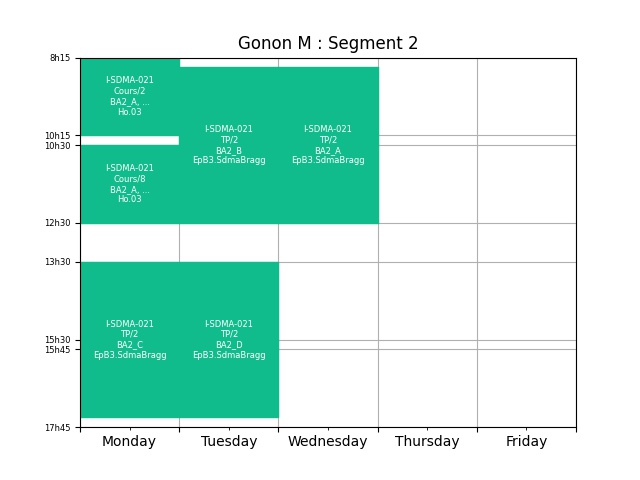 Gonon M : Segment 2
8h15
10h15
10h30
12h30
13h30
15h30
15h45
17h45
I-SDMA-021
Cours/2
BA2_A, ...
Ho.03
I-SDMA-021
Cours/8
BA2_A, ...
Ho.03
I-SDMA-021
TP/2
BA2_B
EpB3.SdmaBragg
I-SDMA-021
TP/2
BA2_A
EpB3.SdmaBragg
I-SDMA-021
TP/2
BA2_C
EpB3.SdmaBragg
I-SDMA-021
TP/2
BA2_D
EpB3.SdmaBragg
Monday
Tuesday
Wednesday
Thursday
Friday